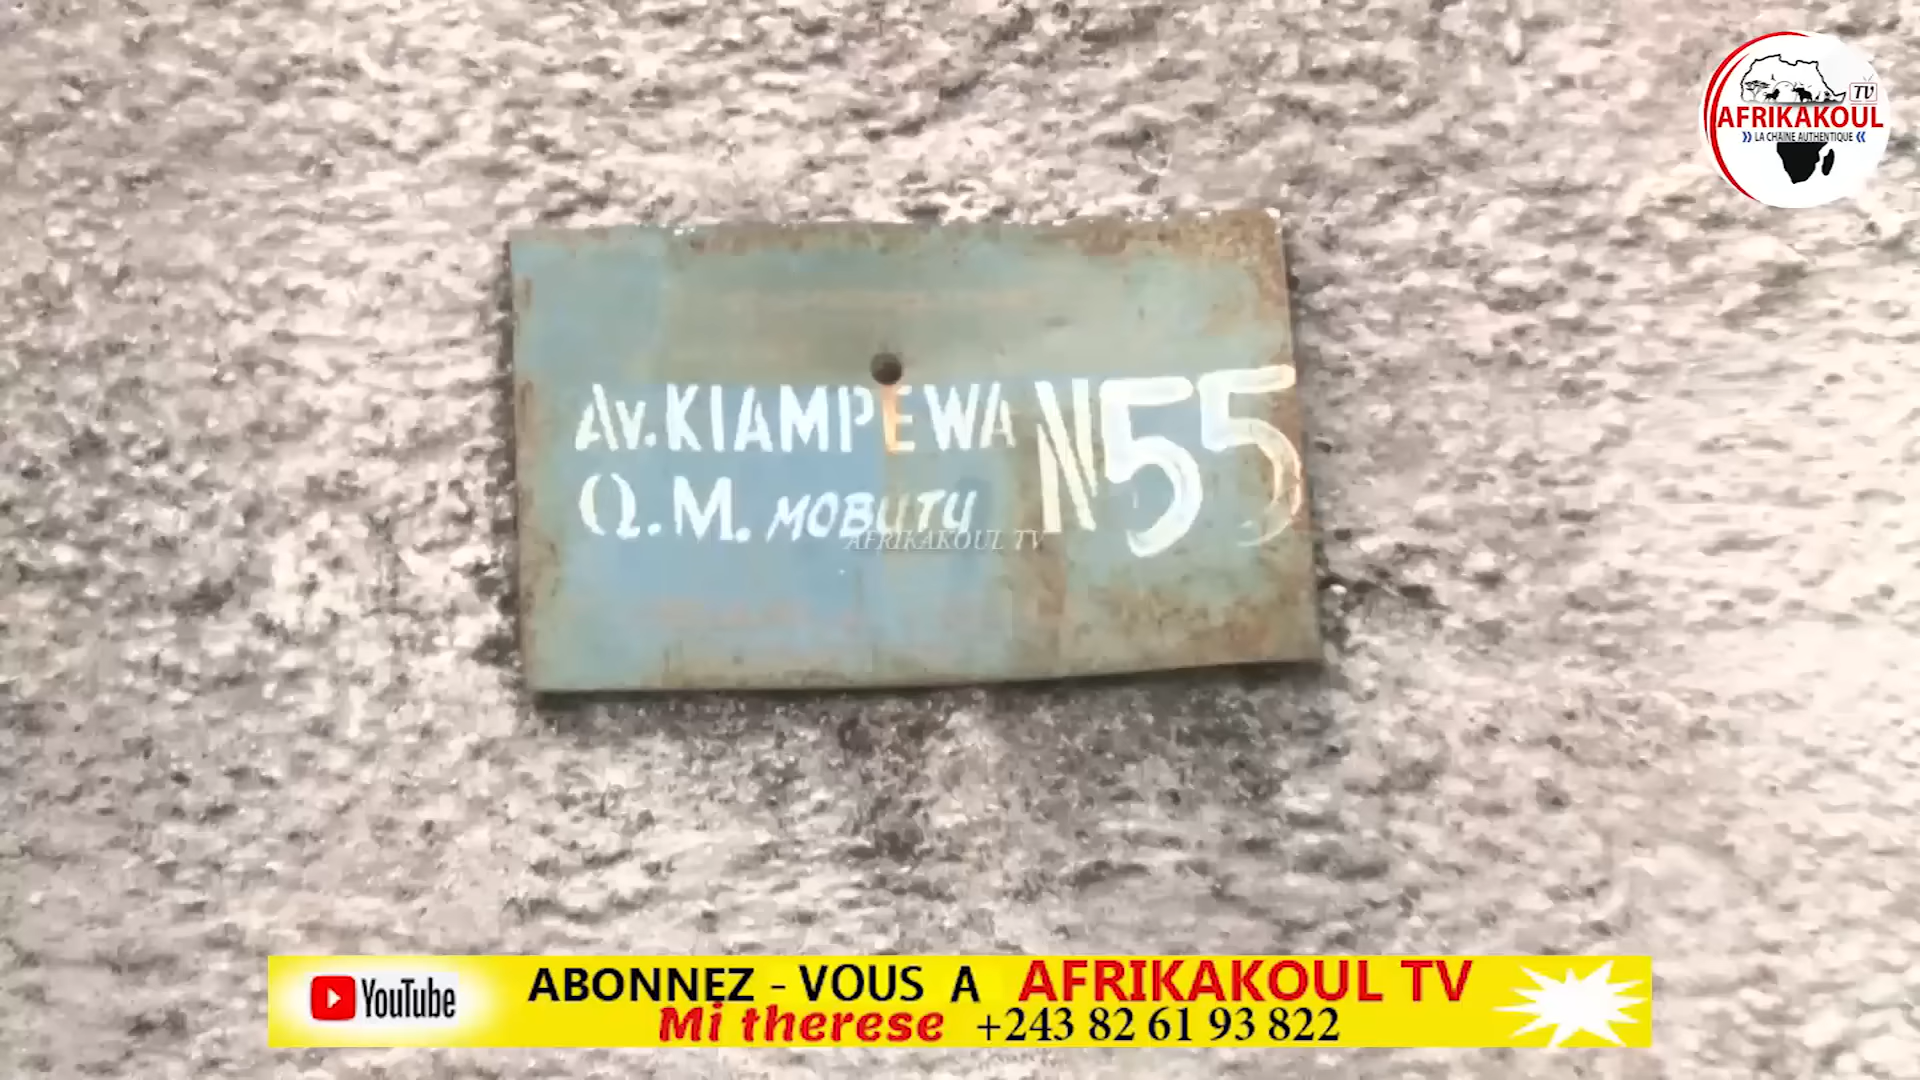 TV
AFRIKAKOUL
LA CHAINE AUTHENTIQUE
Av. KIAMPEWA N55
Q.M. MOBUTU
AFRIKAKOUL TV
YouTube
ABONNEZ - VOUS A AFRIKAKOUL TV
Mi therese +243 82 61 93 822